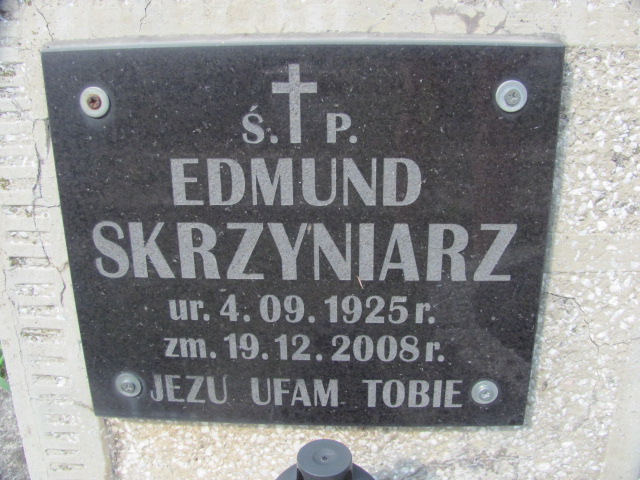 Ś. P.
EDMUND
SKRZYNIARZ
ur. 4.09.1925 r.
zm. 19.12.2008 r.
JEZU UFAM TOBIE